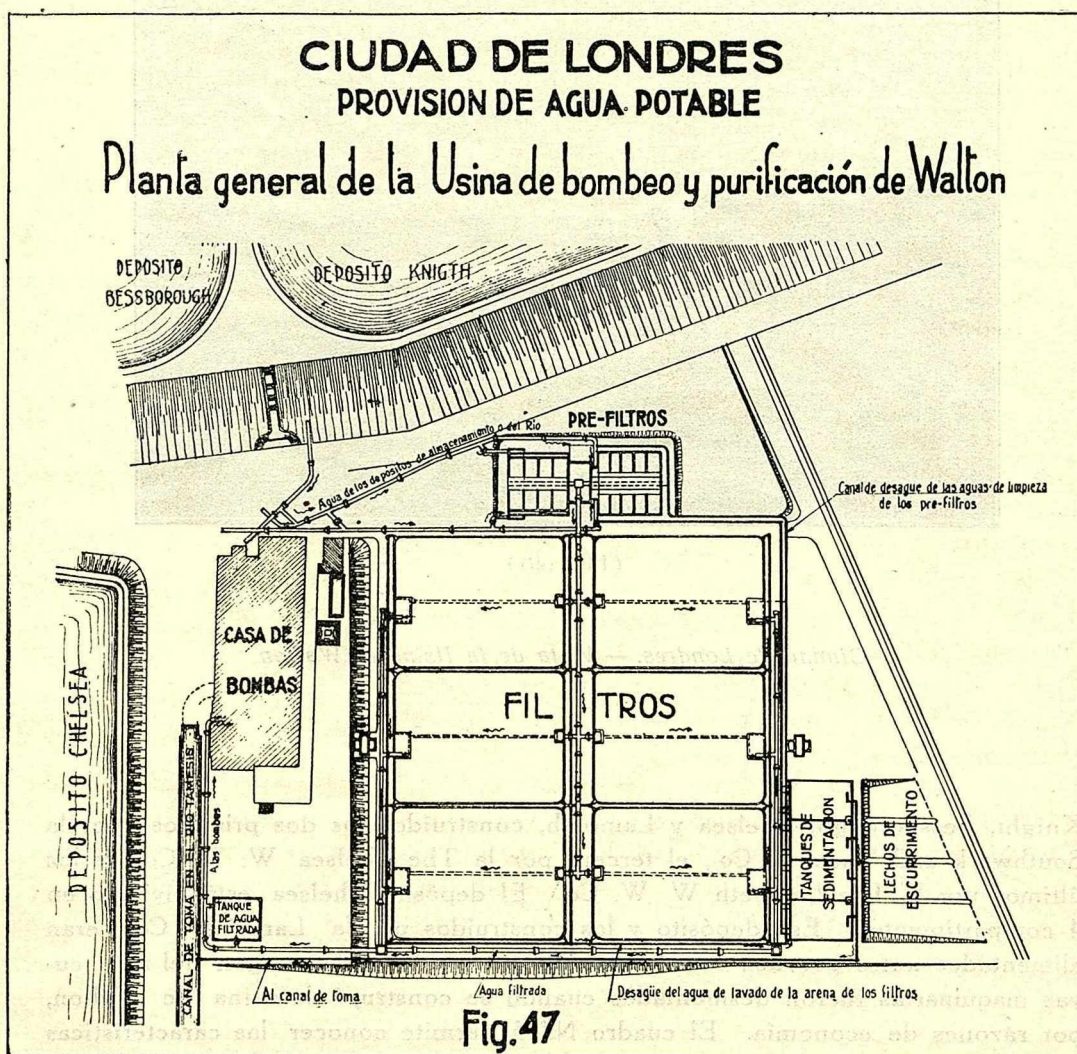 CIUDAD DE LONDRES
PROVISION DE AGUA POTABLE
Planta general de la Usina de bombeo y purificación de Walton
DEPOSITO
BESSBOROUGH
DEPOSITO KNIGTH
PRE-FILTROS
Agua de los depósitos de almacenamiento o del Río
Canal de desague de las aguas de limpieza
de los pre-filtros
CASA DE
BOMBAS
FILTROS
DEPOSITO CHELSEA
CANAL DE TOMA EN EL RIO TAMESIS
A las bombas
TANQUE
DE AGUA
FILTRADA
TANQUES DE
SEDIMENTACION
LECHOS DE
ESCURRIMIENTO
Al canal de Toma
Agua filtrada
Desagüe del agua de lavado de la arena de los filtros
Fig.47